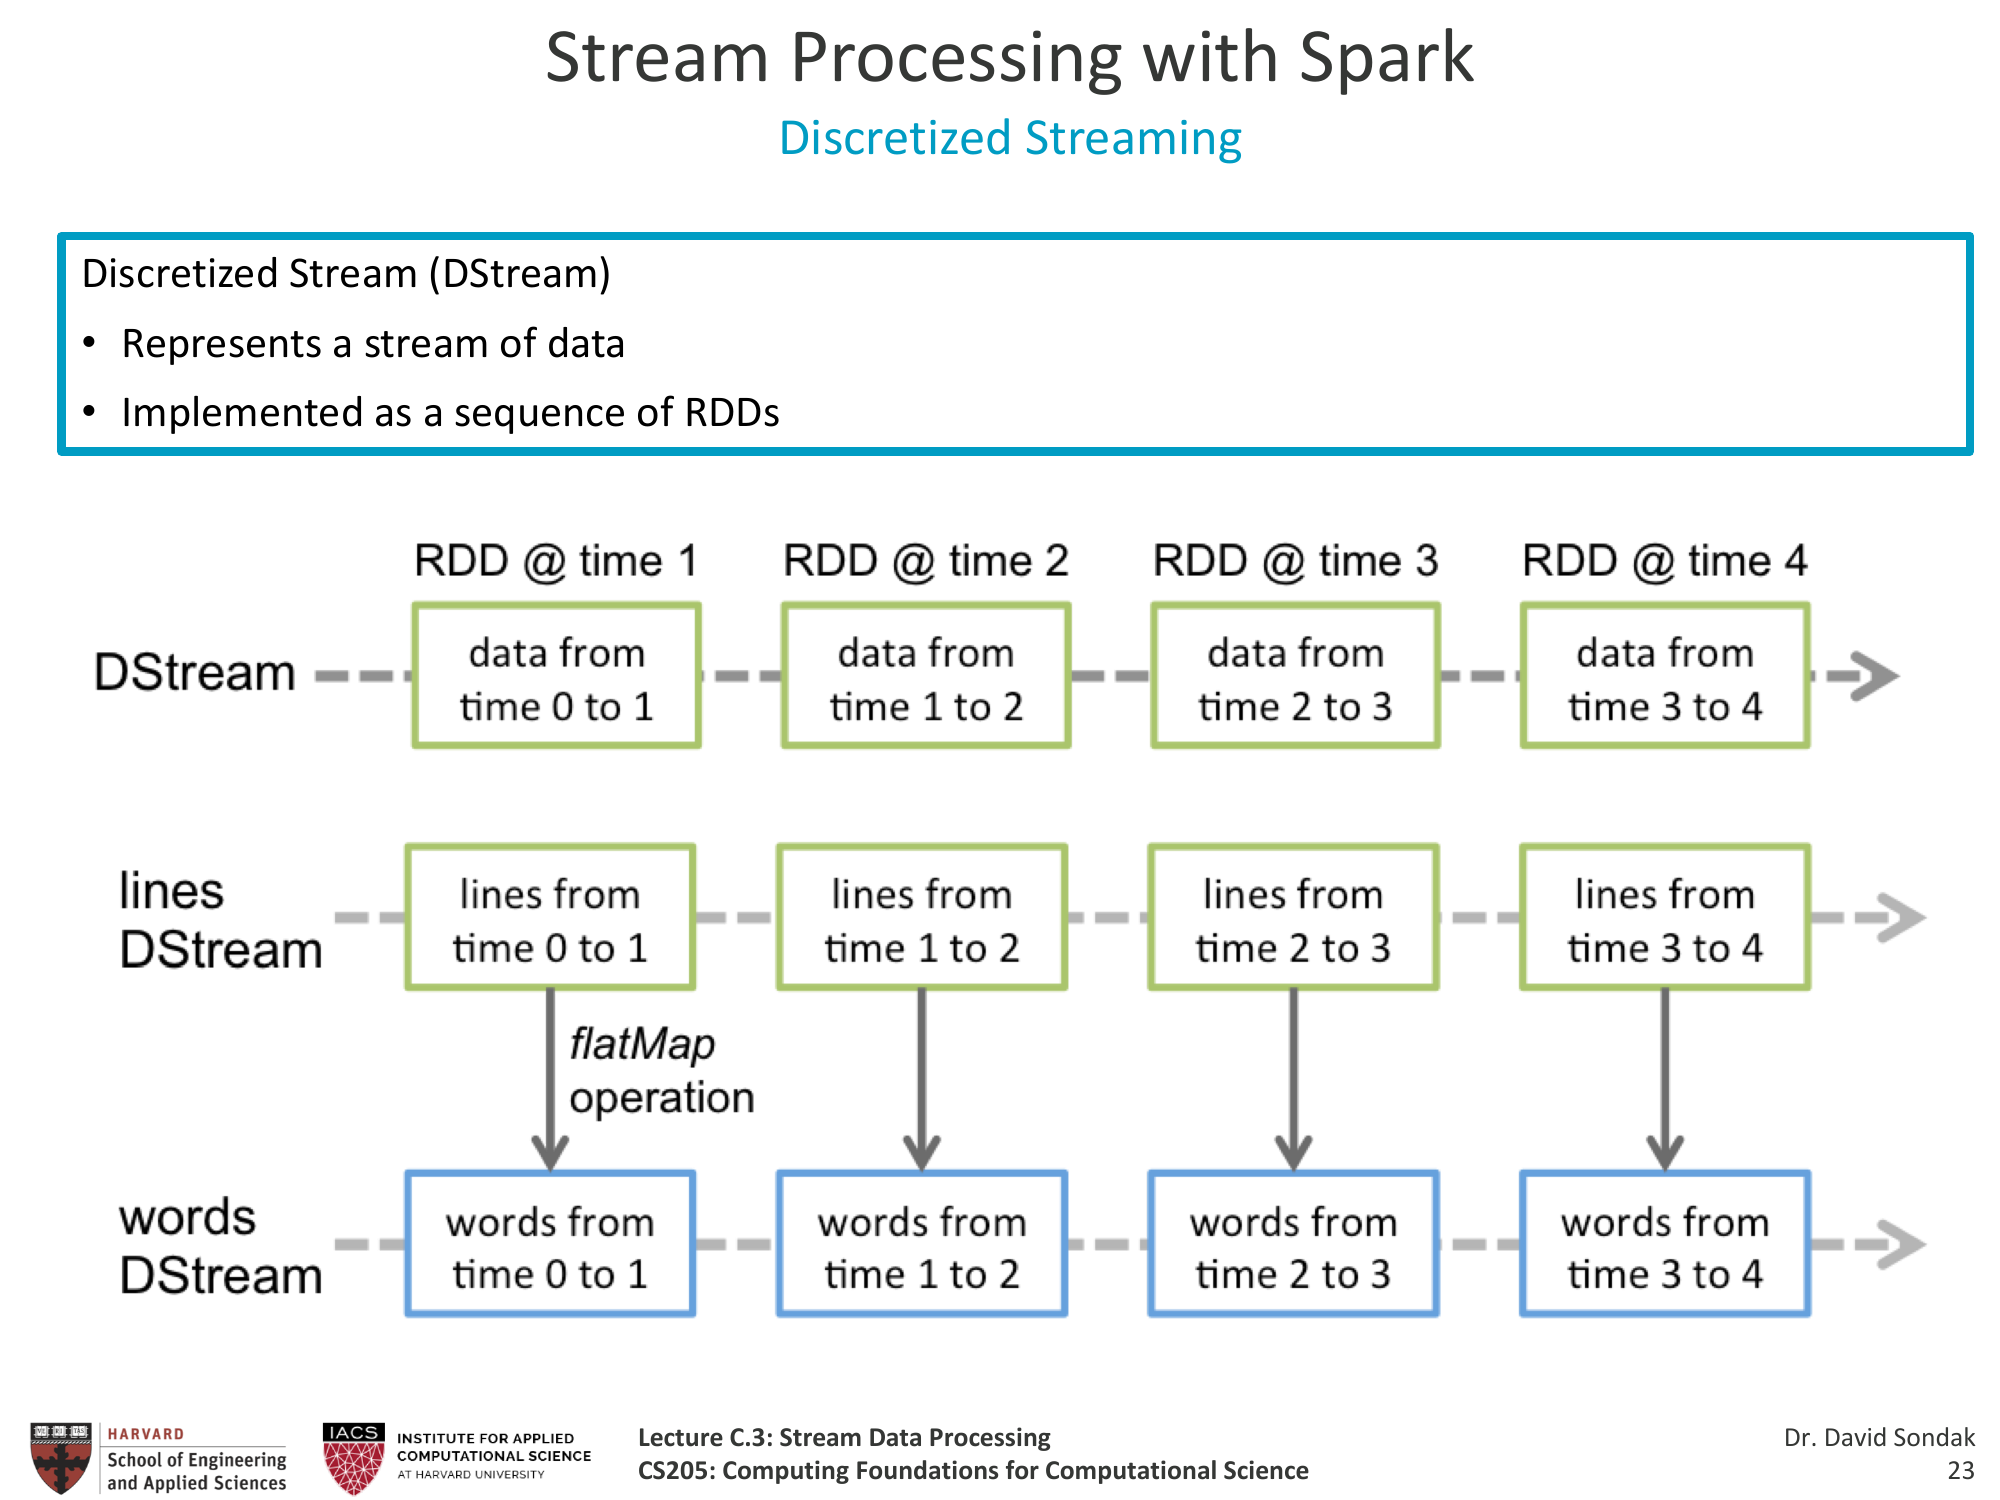 Stream Processing with Spark
Discretized Streaming
Discretized Stream (DStream)
• Represents a stream of data
• Implemented as a sequence of RDDs
RDD @ time 1
RDD @ time 2
RDD @ time 3
RDD @ time 4
DStream
data from
time 0 to 1
data from
time 1 to 2
data from
time 2 to 3
data from
time 3 to 4
lines
DStream
lines from
time 0 to 1
lines from
time 1 to 2
lines from
time 2 to 3
lines from
time 3 to 4
flatMap
operation
words
DStream
words from
time 0 to 1
words from
time 1 to 2
words from
time 2 to 3
words from
time 3 to 4
HARVARD
School of Engineering
and Applied Sciences
IACS
INSTITUTE FOR APPLIED
COMPUTATIONAL SCIENCE
AT HARVARD UNIVERSITY
Lecture C.3: Stream Data Processing
CS205: Computing Foundations for Computational Science
Dr. David Sondak
23